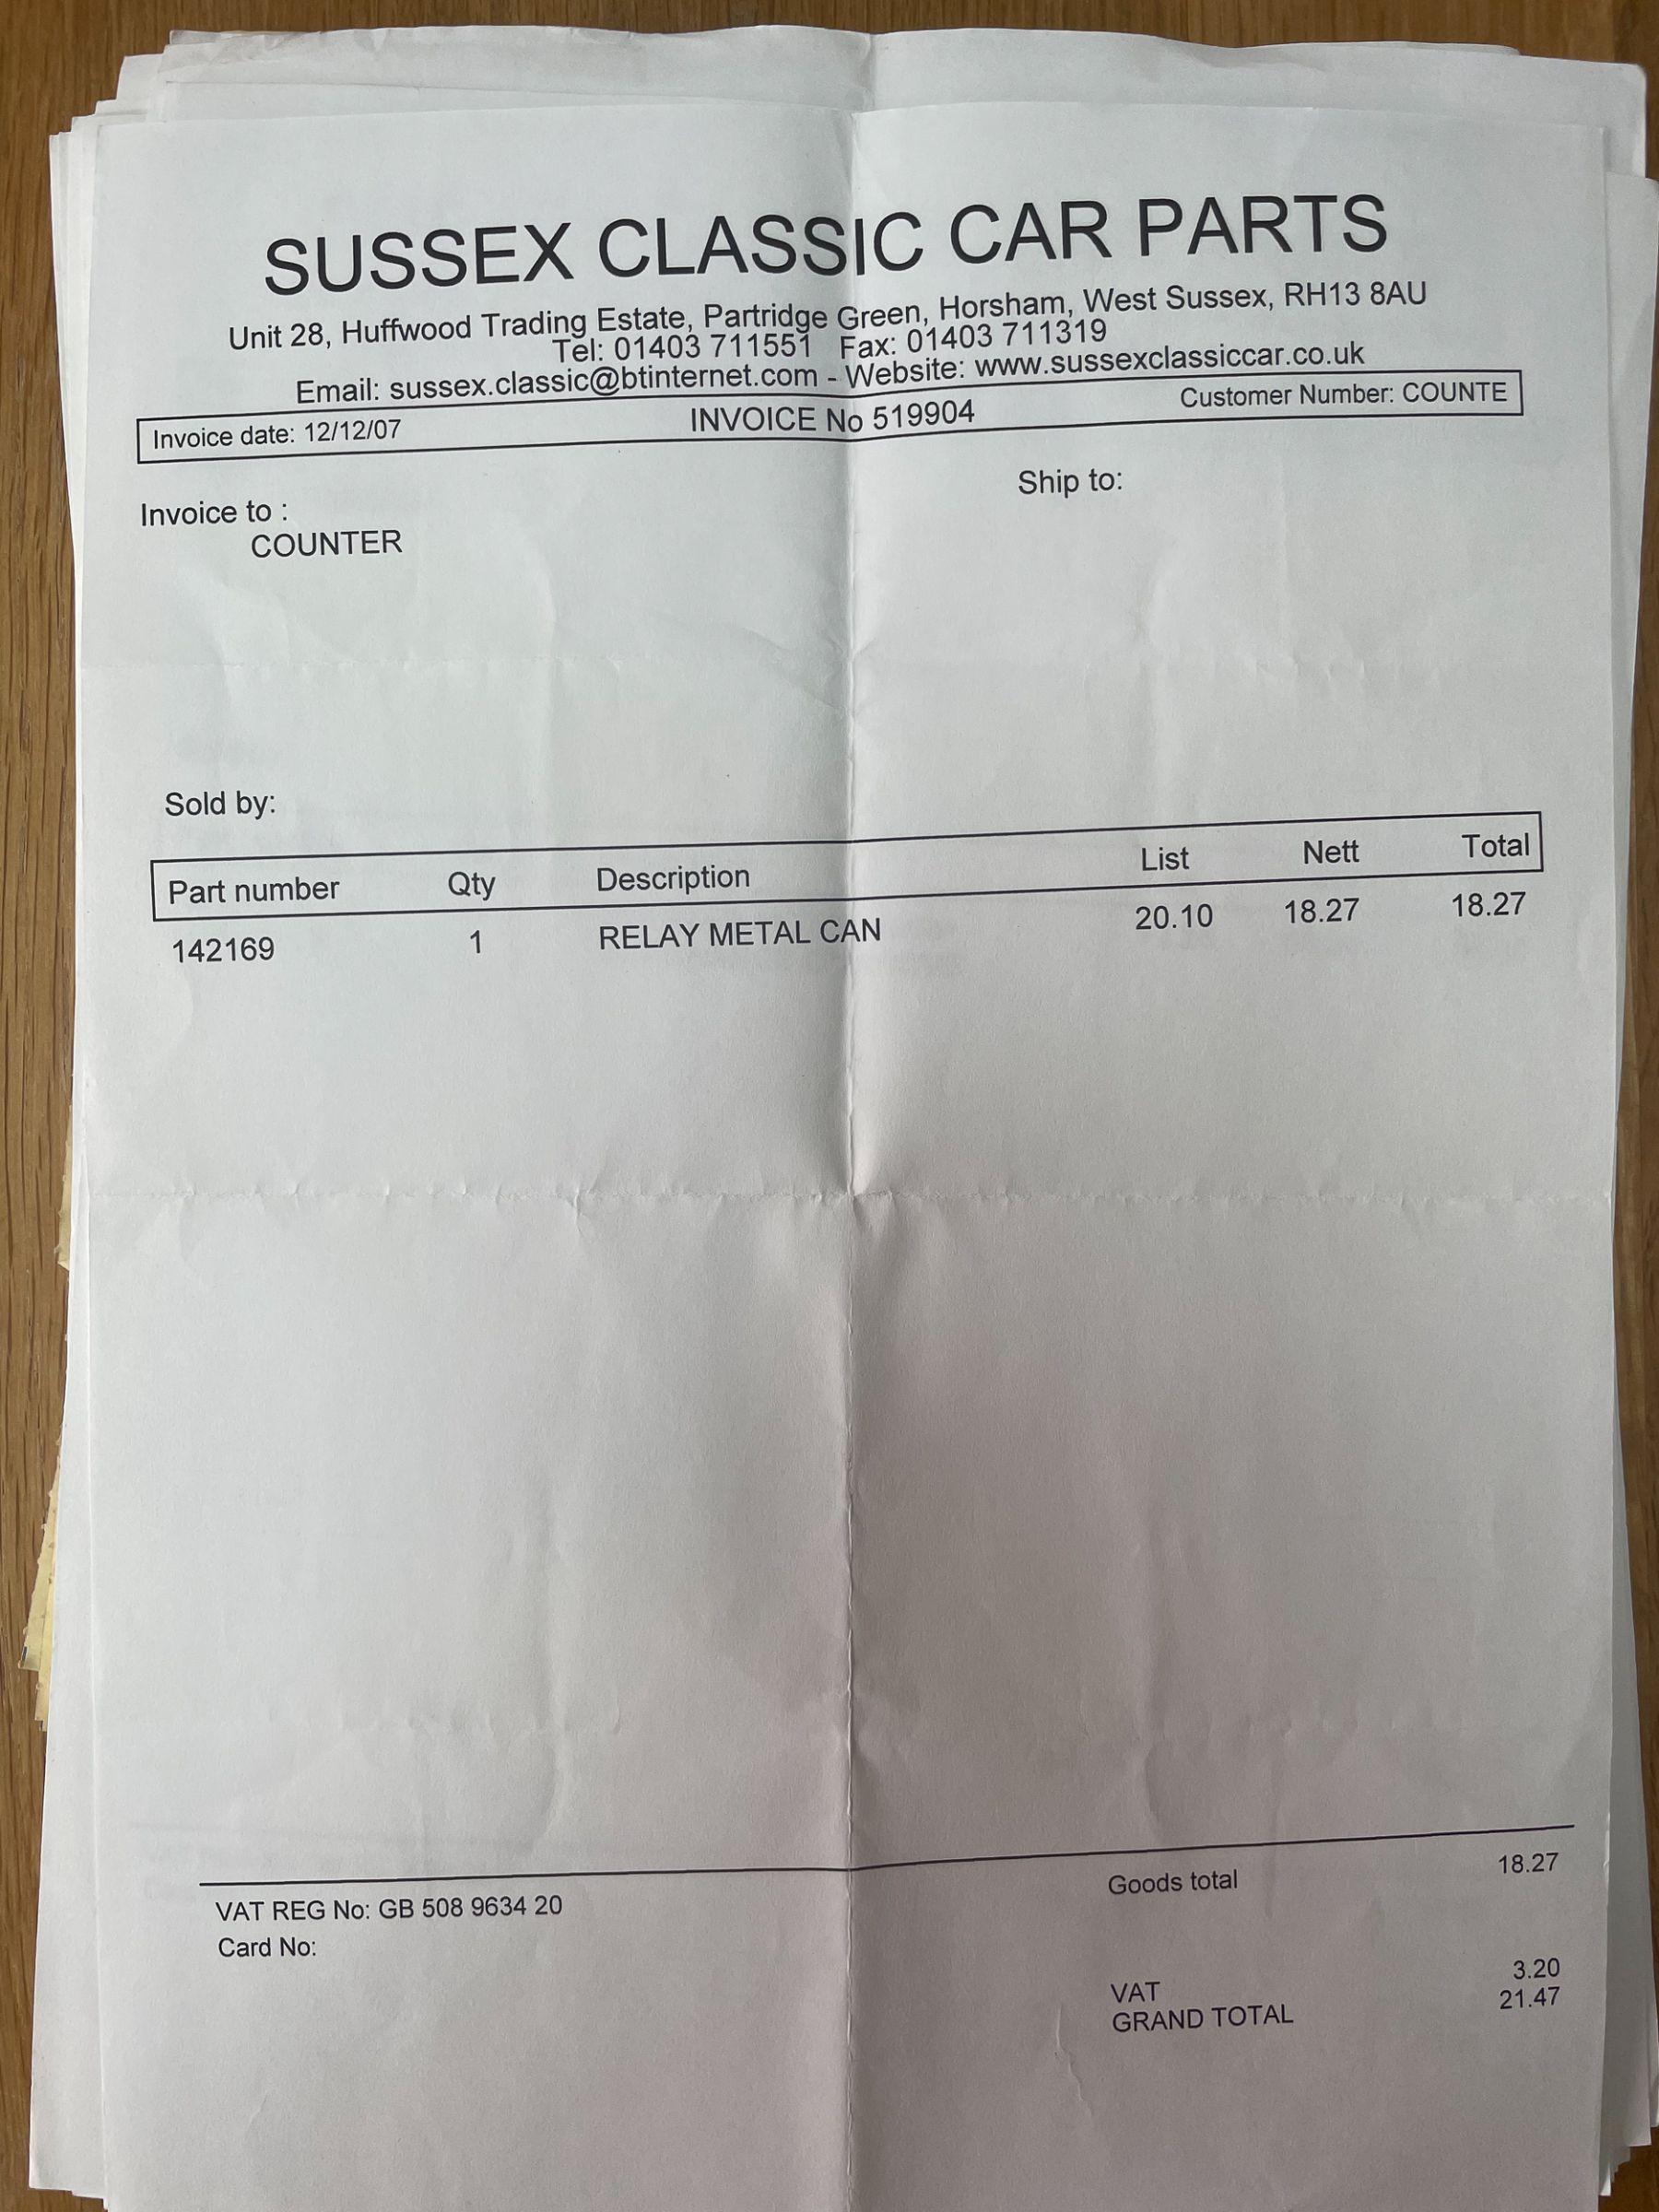 SUSSEX CLASSIC CAR PARTS
Unit 28, Huffwood Trading Estate, Partridge Green, Horsham, West Sussex, RH13 8AU
Tel: 01403 711551 Fax: 01403 711319
Email: sussex.classic@btinternet.com - Website: www.sussexclassiccar.co.uk
Invoice date: 12/12/07 INVOICE No 519904 Customer Number: COUNTE
Invoice to : Ship to:
COUNTER
Sold by:
Part number Qty Description List Nett Total
142169 1 RELAY METAL CAN 20.10 18.27 18.27
VAT REG No: GB 508 9634 20 Goods total 18.27
Card No:
VAT 3.20
GRAND TOTAL 21.47